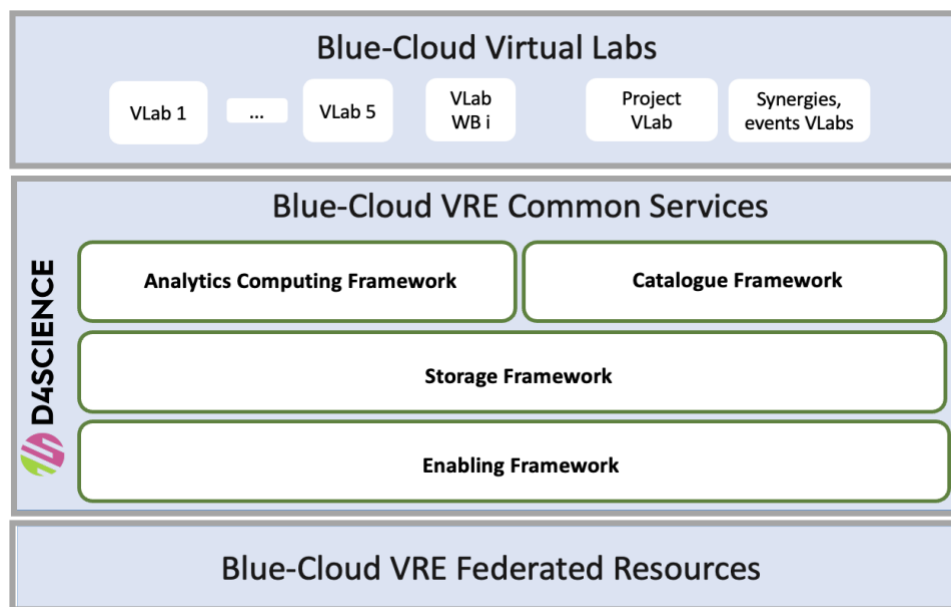 Blue-Cloud Virtual Labs
VLab 1
...
VLab 5
VLab
WB i
Project
VLab
Synergies,
events VLabs
Blue-Cloud VRE Common Services
D4SCIENCE
Analytics Computing Framework
Catalogue Framework
Storage Framework
Enabling Framework
Blue-Cloud VRE Federated Resources